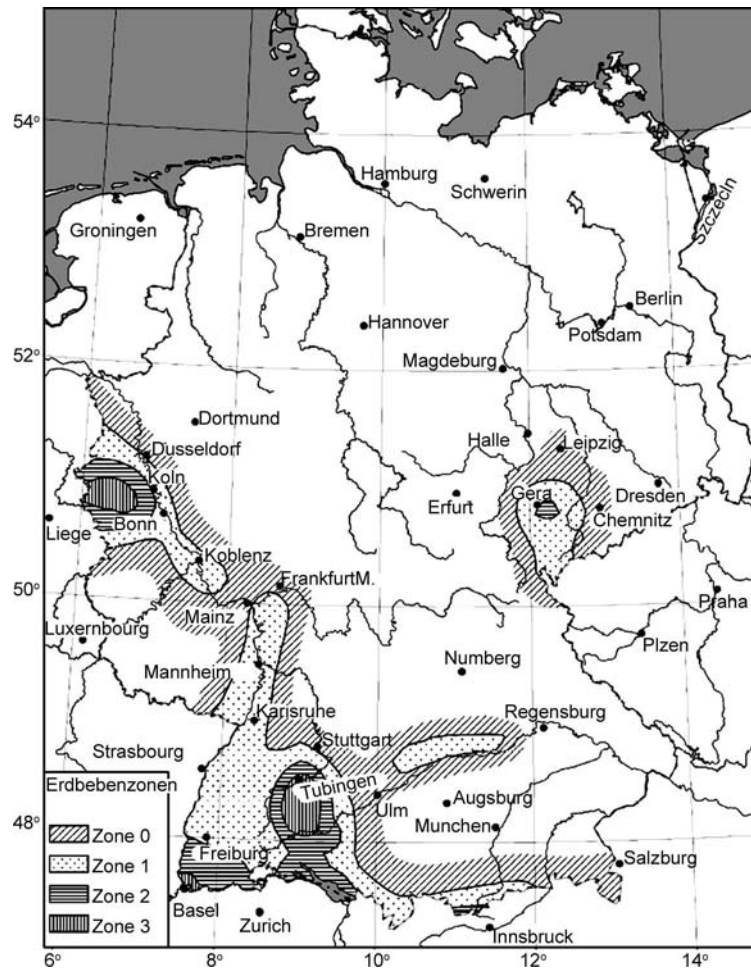 54°
Hamburg
Schwerin
Szczecin
Groningen
Bremen
Berlin
Hannover
Potsdam
52°
Magdeburg
Dortmund
Halle
Leipzig
Dusseldorf
Koln
Gera
Dresden
Erfurt
Bonn
Chemnitz
Liege
Koblenz
FrankfurtM.
50°
Praha
Mainz
Luxernbourg
Plzen
Mannheim
Numberg
Karisruhe
Regensburg
Stuttgart
Strasbourg
Tubingen
Erdbebenzonen
Ulm
Augsburg
Munchen
48°
Zone 0
Freiburg
Salzburg
Zone 1
Zone 2
Basel
Zurich
Zone 3
Innsbruck
6° 8° 10° 12° 14°